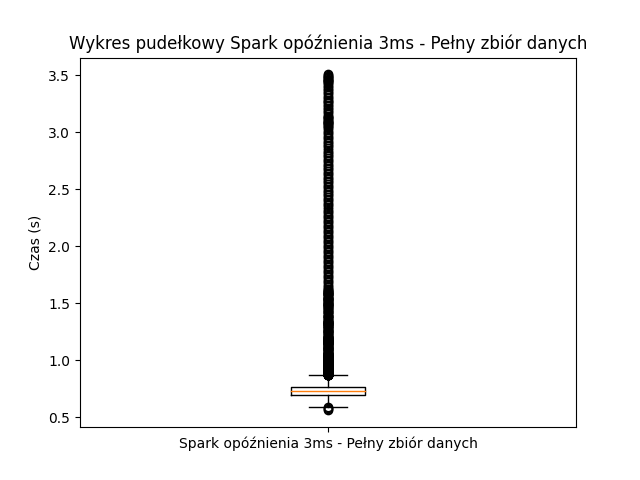 Wykres pudełkowy Spark opóźnienia 3ms - Pełny zbiór danych
3.5
3.0
2.5
2.0
1.5
1.0
0.5
Czas (s)
Spark opóźnienia 3ms - Pełny zbiór danych